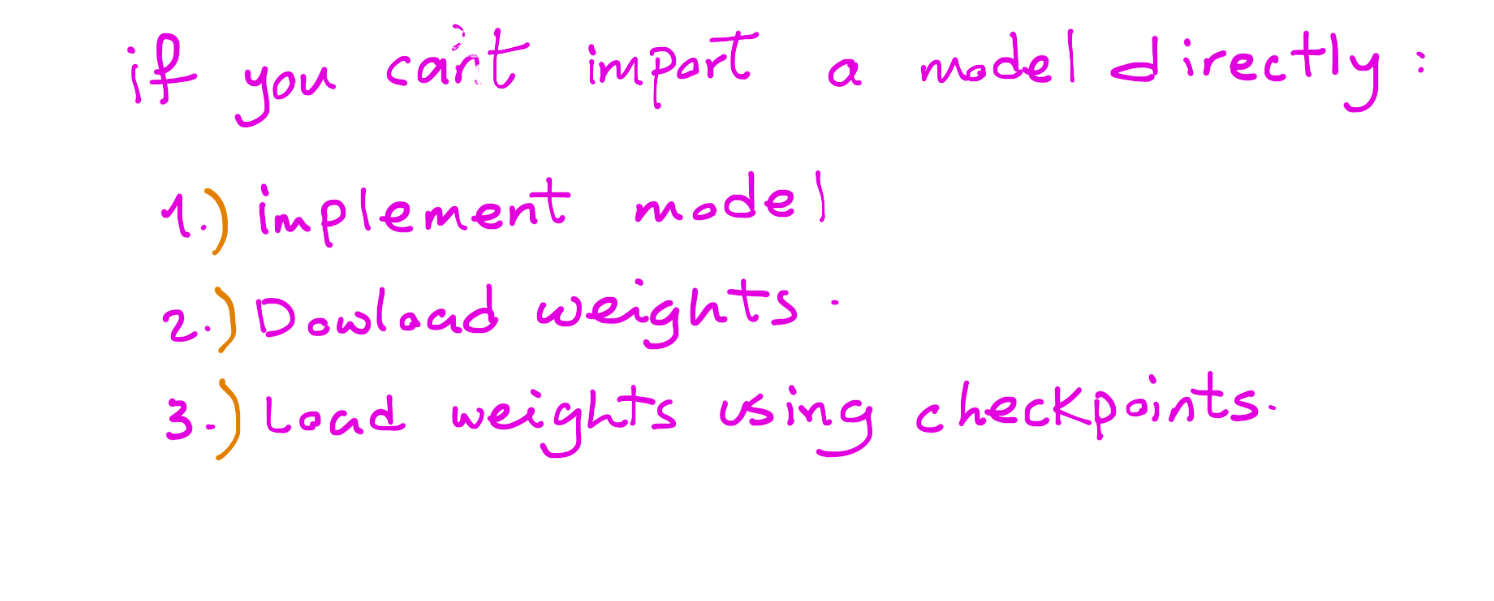 if you can't import a model directly:
1.) implement model
2.) Dowload weights.
3.) Load weights using checkpoints.